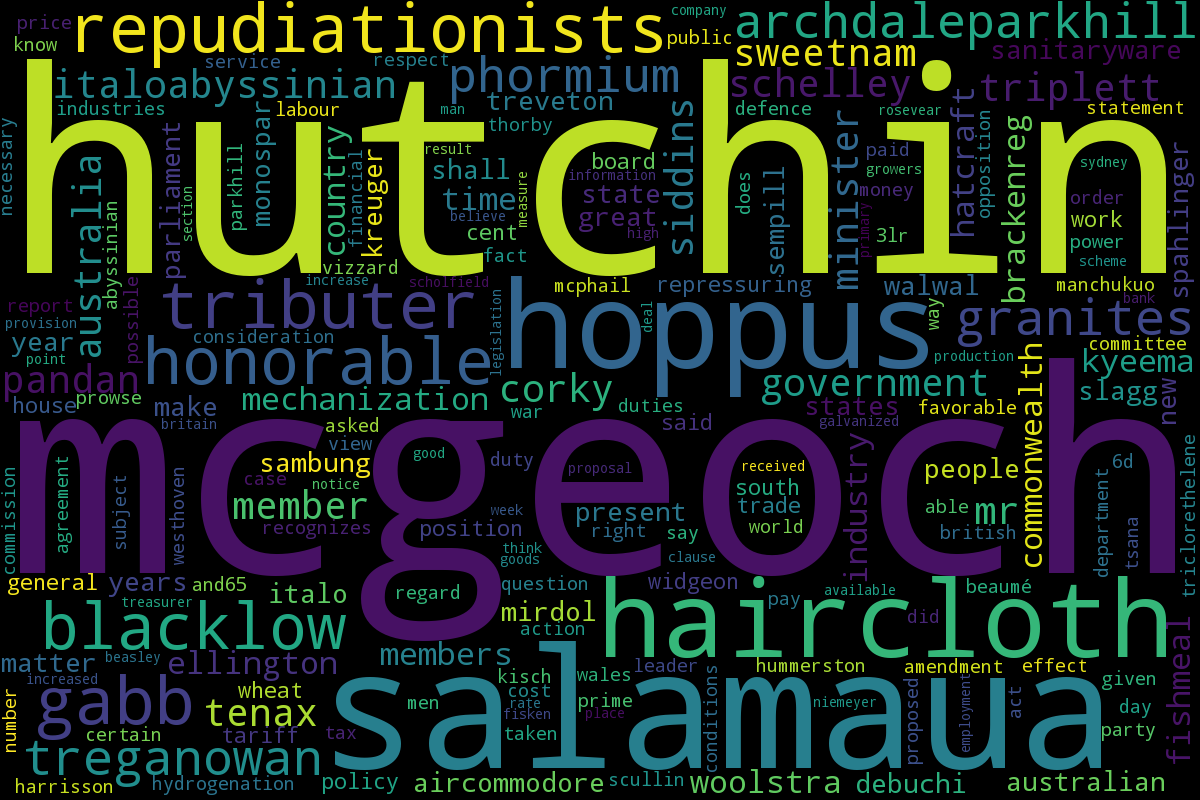 price
know
repudiationists
company
public
archdaleparkhill
service
respect
sweetnam
sanitaryware
italoabyssinian
phormium
schelley
triplett
industries
labour
man
treveton
thorby
defence
rosevear
statement
necessary
hutchin
australia
abyssinian
parliament
section
parkhill
monospar
country
financial
kreuger
result
shall
time
believe
cent
fact
measure
board
information
state
great
high
siddins
does
sempill
minister
paid
growers
money
primary
3lr
hatcraft
opposition
brackenreg
sydney
order
work
power
scheme
spahlinger
vizzard
increase
scholfield
mcphail
repressuring
walwal
manchukuo
bank
report
provision
year
point
possible
tributer
consideration
honorable
legislation
hoppus
deal
way
granites
production
committee
kyeema
pandan
prowse
house
make
britain
mechanization
corky
war
duties
government
states
galvanized
favorable
commonwealth
slagg
new
mcgeoch
asked
view
said
good
sambung
case
notice
member
recognizes
duty
position
week
proposal
present
right
say
received
south
trade
world
industry
people
able
mr
british
6d
department
tsana
triclorethelene
commission
agreement
subject
westhoven
think
goods
clause
general
years
and65
italo
regard
question
widgeon
available
beaumé
treasurer
blacklow
mirdol
action
haircloth
pay
did
matter
beasley
increased
ellington
members
kisch
wales
leader
hummerston
amendment
effect
fishmeal
number
gabb
wheat
tenax
men
cost
rate
fisken
prime
place
taken
salamaua
conditions
niemeyer
proposed
employment
act
given
day
party
certain
tariff
tax
treganowan
harrisson
hydrogenation
policy
aircommodore
scullin
woolstra
debuchi
australian